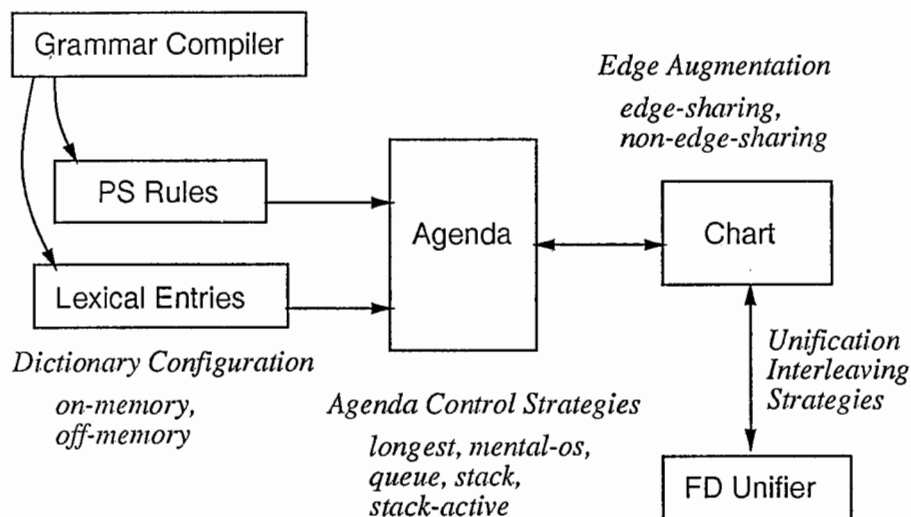 Grammar Compiler
Edge Augmentation
edge-sharing,
non-edge-sharing
PS Rules
Agenda
Chart
Lexical Entries
Dictionary Configuration
on-memory,
off-memory
Agenda Control Strategies
longest, mental-os,
queue, stack,
stack-active
Unification
Interleaving
Strategies
FD Unifier